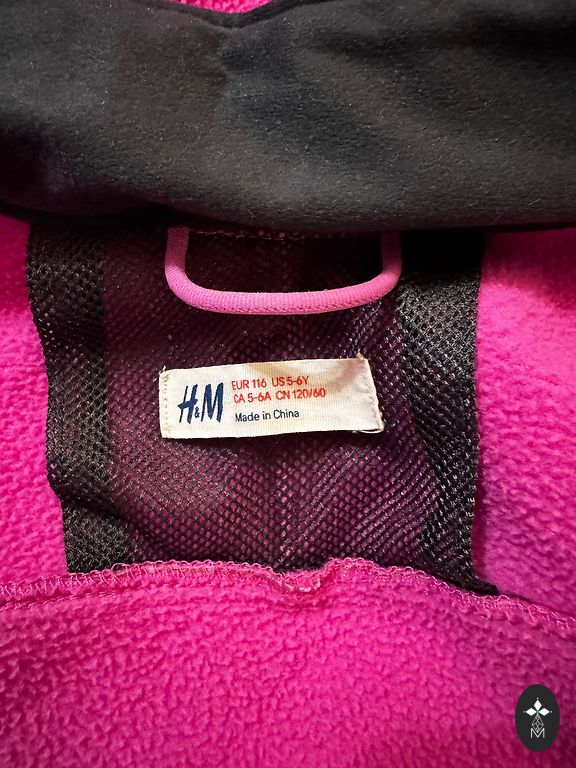 H&M
EUR 116 US 5-6Y
CA 5-6A CN 120/60
Made in China
M